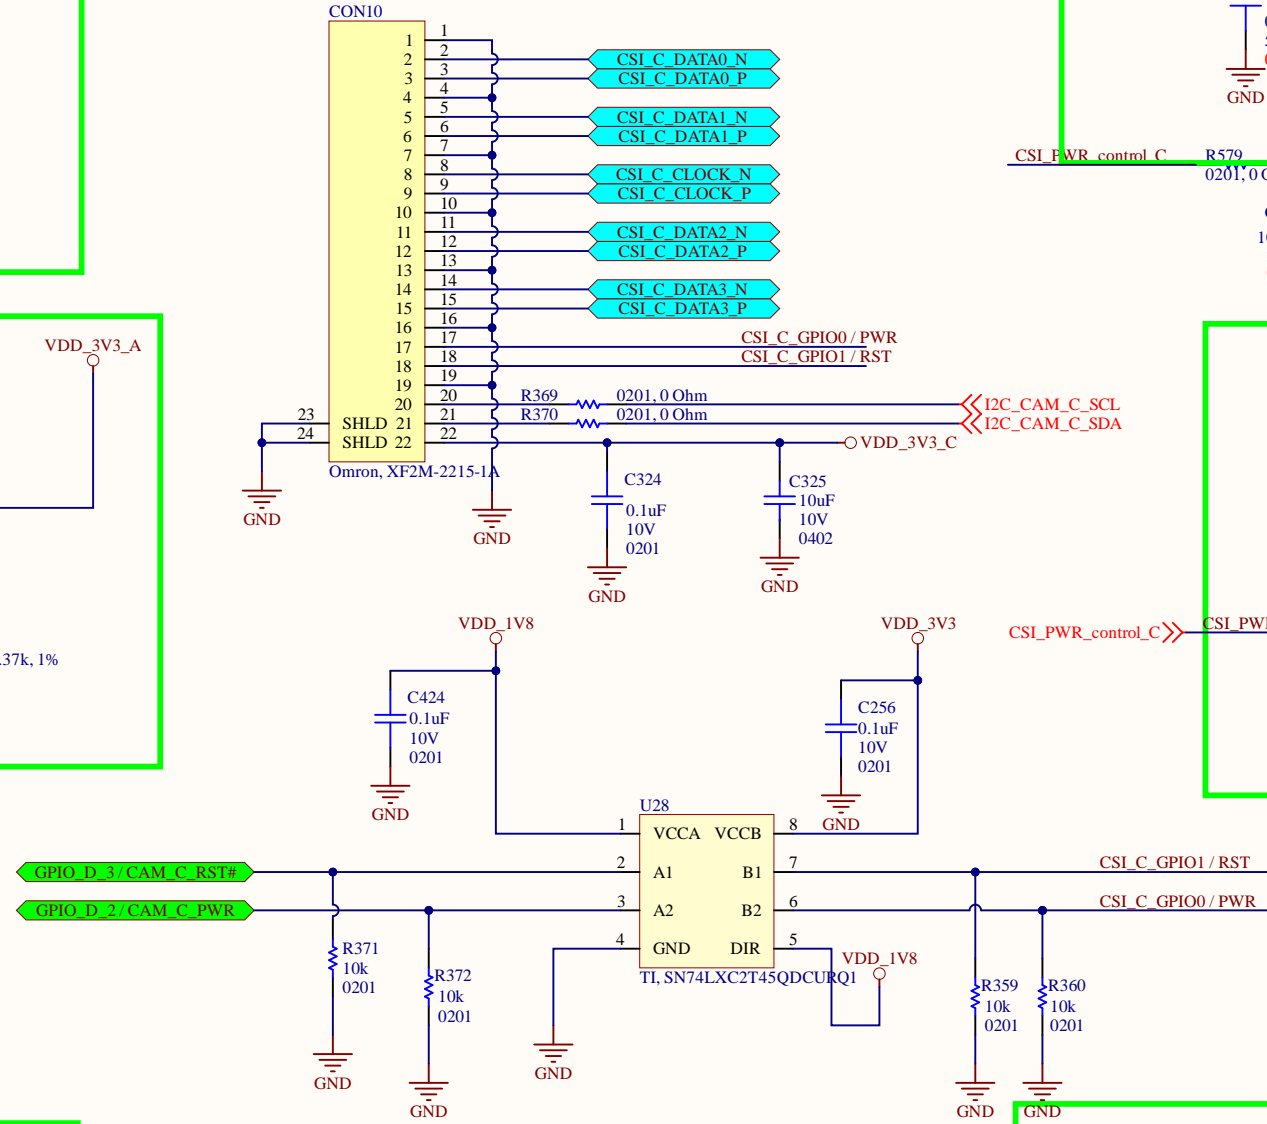 CON10
1 1
2 2 CSI_C_DATA0_N
3 3 CSI_C_DATA0_P
4 4
5 5 CSI_C_DATA1_N
6 6 CSI_C_DATA1_P
7 7
8 8 CSI_C_CLOCK_N
9 9 CSI_C_CLOCK_P
10 10
11 11 CSI_C_DATA2_N
12 12 CSI_C_DATA2_P
13 13
14 14 CSI_C_DATA3_N
15 15 CSI_C_DATA3_P
16 16
17 17 CSI_C_GPIO0 / PWR
18 18 CSI_C_GPIO1 / RST
19 19
20 20 R369 0201, 0 Ohm I2C_CAM_C_SCL
23 SHLD 21 21 R370 0201, 0 Ohm I2C_CAM_C_SDA
24 SHLD 22 22 VDD_3V3_C
Omron, XF2M-2215-1A
GND
GND
C324
0.1uF
10V
0201
GND
C325
10uF
10V
0402
GND
GND
CSI_PWR_control_C
R579
0201, 0
VDD_3V3_A
.37k, 1%
CSI_PWR_control_C
CSI_PW
VDD_1V8
C424
0.1uF
10V
0201
GND
VDD_3V3
C256
0.1uF
10V
0201
GND
U28
1 VCCA VCCB 8
GPIO_D_3 / CAM_C_RST# 2 A1 B1 7 CSI_C_GPIO1 / RST
GPIO_D_2 / CAM_C_PWR 3 A2 B2 6 CSI_C_GPIO0 / PWR
4 GND DIR 5
VDD_1V8
TI, SN74LXC2T45QDCURQ1
R371
10k
0201
GND
R372
10k
0201
GND
GND
R359
10k
0201
GND
R360
10k
0201
GND